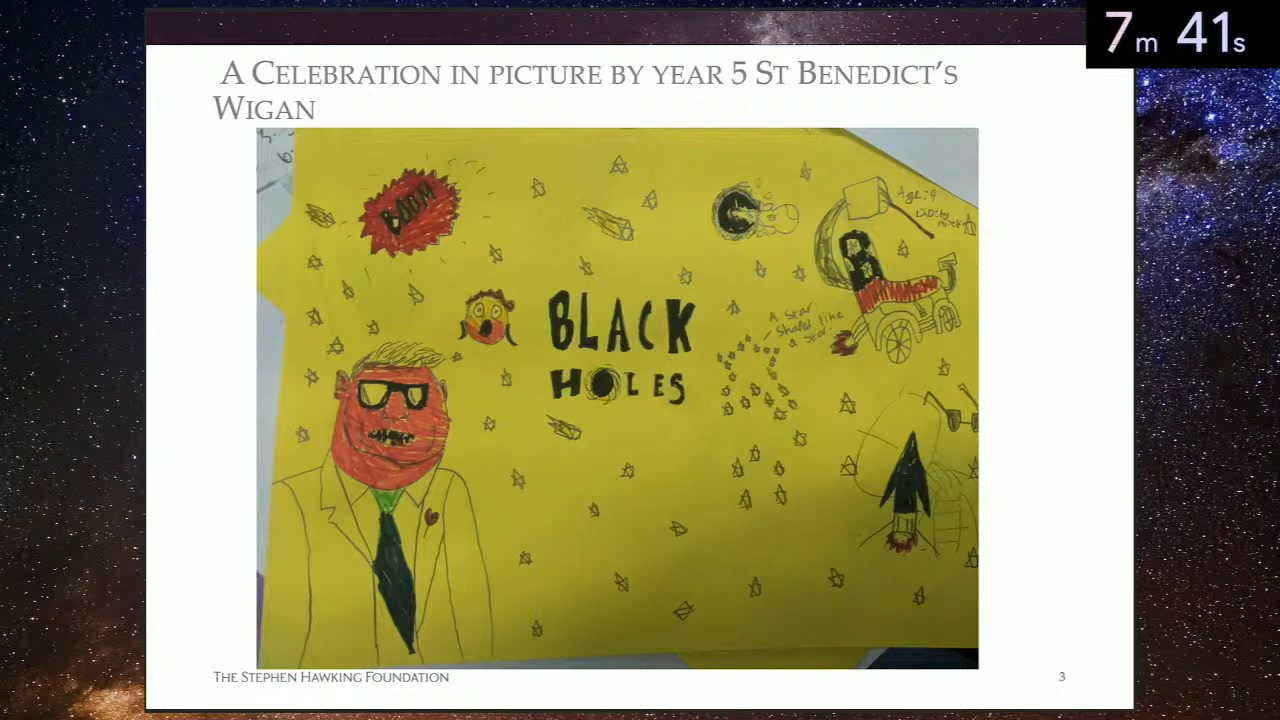 7m 41s
A CELEBRATION IN PICTURE BY YEAR 5 ST BENEDICT'S
WIGAN
BOOM
Age: 9
BLACK
HOLES
A Star
Shaped like
a Star
THE STEPHEN HAWKING FOUNDATION
3